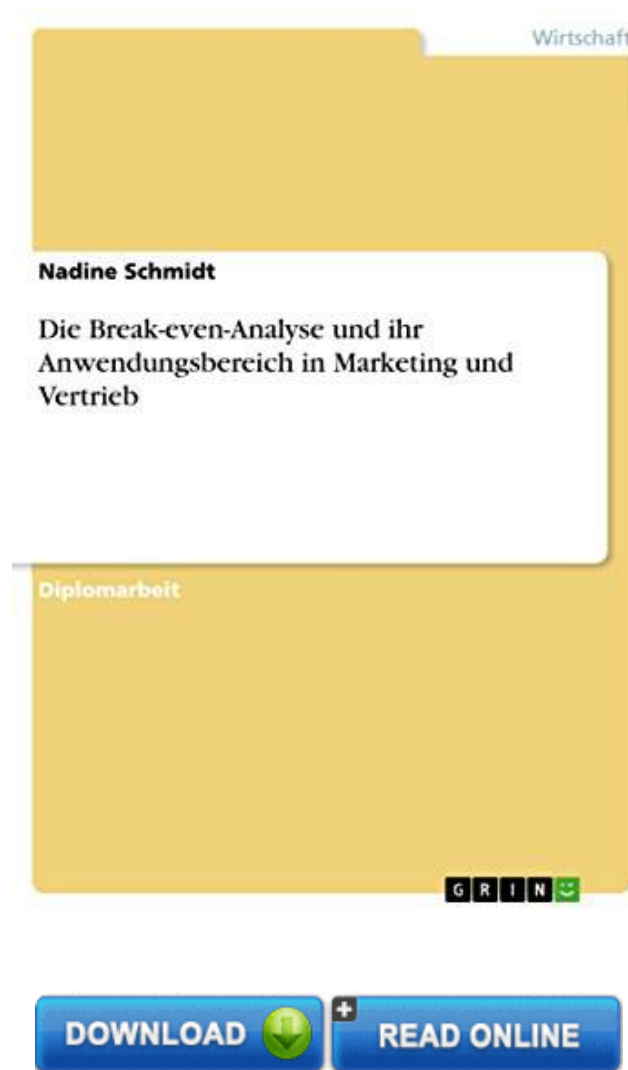 Wirtschaft
Nadine Schmidt
Die Break-even-Analyse und ihr
Anwendungsbereich in Marketing und
Vertrieb
Diplomarbeit
GRIN
DOWNLOAD
READ ONLINE